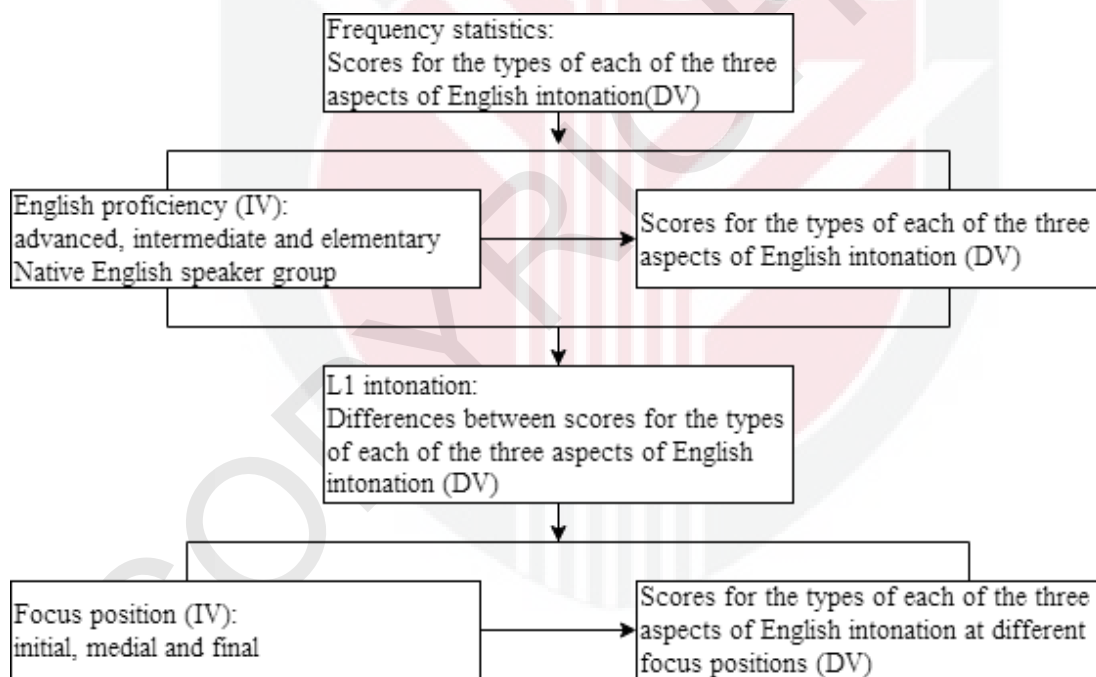 Frequency statistics:
Scores for the types of each of the three
aspects of English intonation(DV)
English proficiency (IV):
advanced, intermediate and elementary
Native English speaker group
Scores for the types of each of the three
aspects of English intonation (DV)
L1 intonation:
Differences between scores for the types
of each of the three aspects of English
intonation (DV)
Focus position (IV):
initial, medial and final
Scores for the types of each of the three
aspects of English intonation at different
focus positions (DV)
COPYRIG